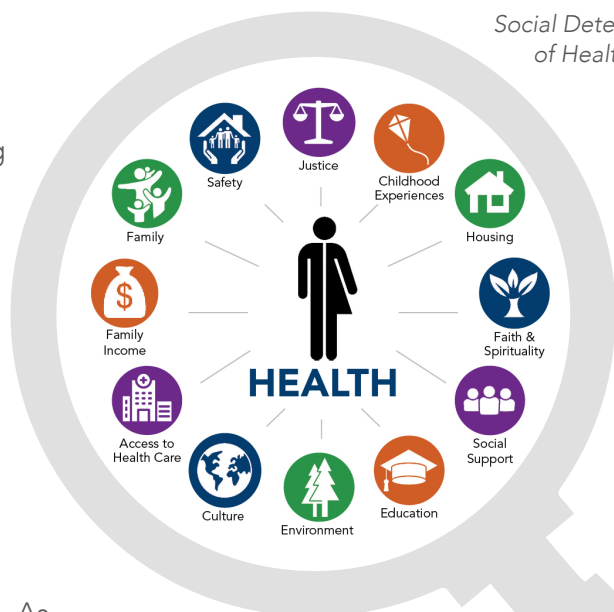 Social Dete
of Healt
g
Justice
Safety
Childhood
Experiences
Family
Housing
$
Family
Income
Faith &
Spirituality
HEALTH
Access to
Health Care
Social
Support
Culture
Education
Environment
As